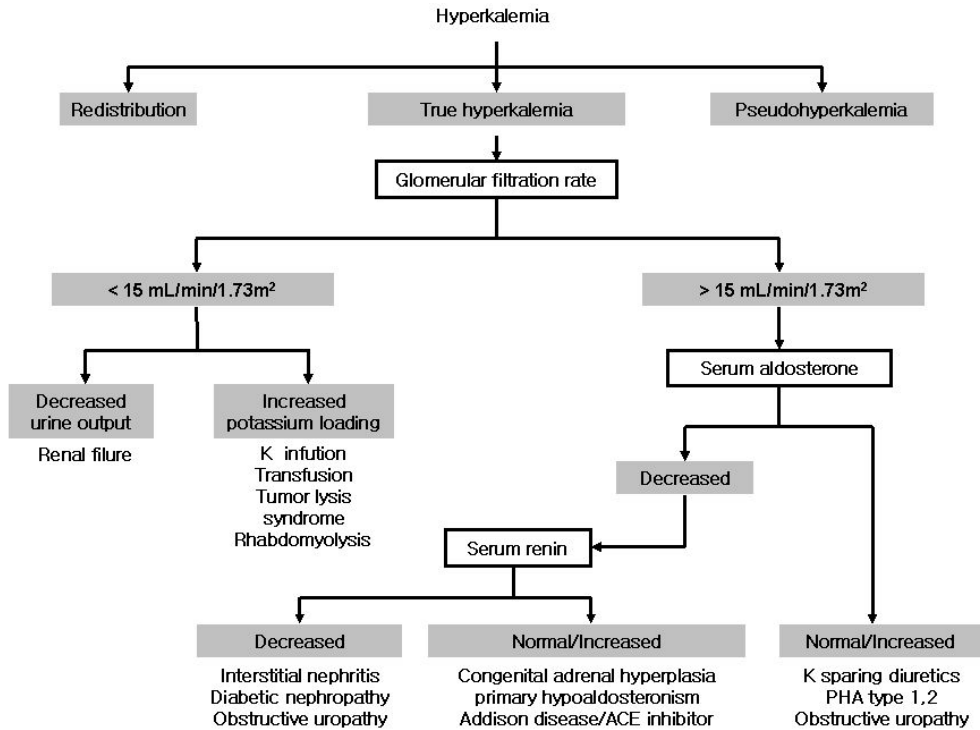 Hyperkalemia
Redistribution
True hyperkalemia
Pseudohyperkalemia
Glomerular filtration rate
< 15 mL/min/1.73m²
> 15 mL/min/1.73m²
Serum aldosterone
Decreased
urine output
Renal filure
Increased
potassium loading
K infution
Transfusion
Tumor lysis
syndrome
Rhabdomyolysis
Decreased
Serum renin
Decreased
Interstitial nephritis
Diabetic nephropathy
Obstructive uropathy
Normal/Increased
Congenital adrenal hyperplasia
primary hypoaldosteronism
Addison disease/ACE inhibitor
Normal/Increased
K sparing diuretics
PHA type 1,2
Obstructive uropathy